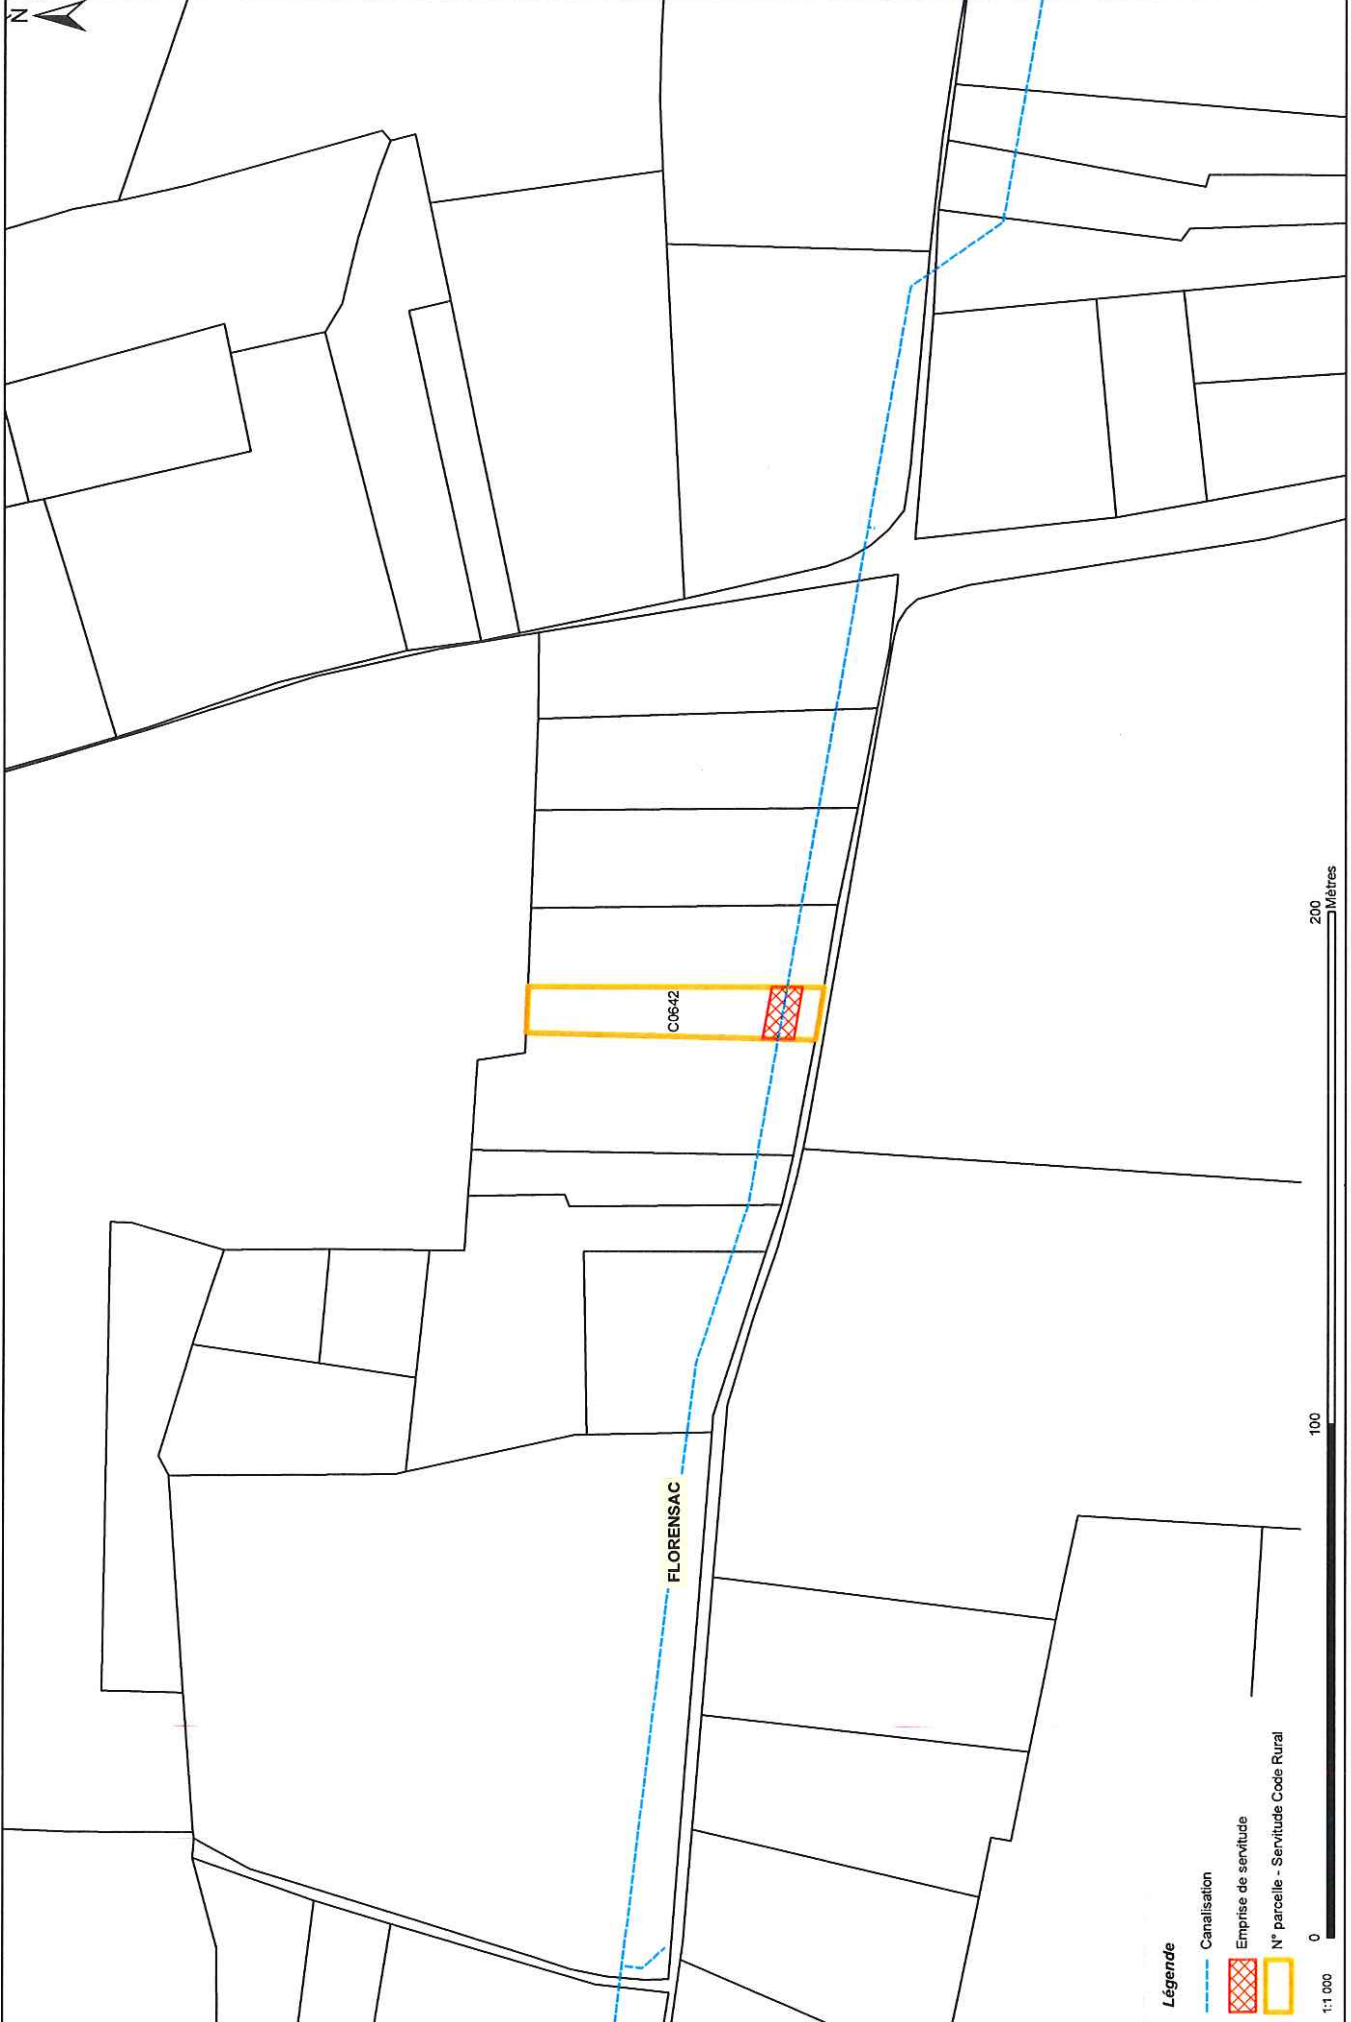 N
C0642
FLORENSAC
Légende
Canalisation
Emprise de servitude
N° parcelle - Servitude Code Rural
1:1 000
0
100
200
Mètres